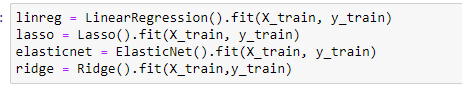 :
linreg = LinearRegression().fit(X_train, y_train)
lasso = Lasso().fit(X_train, y_train)
elasticnet = ElasticNet().fit(X_train, y_train)
ridge = Ridge().fit(X_train,y_train)